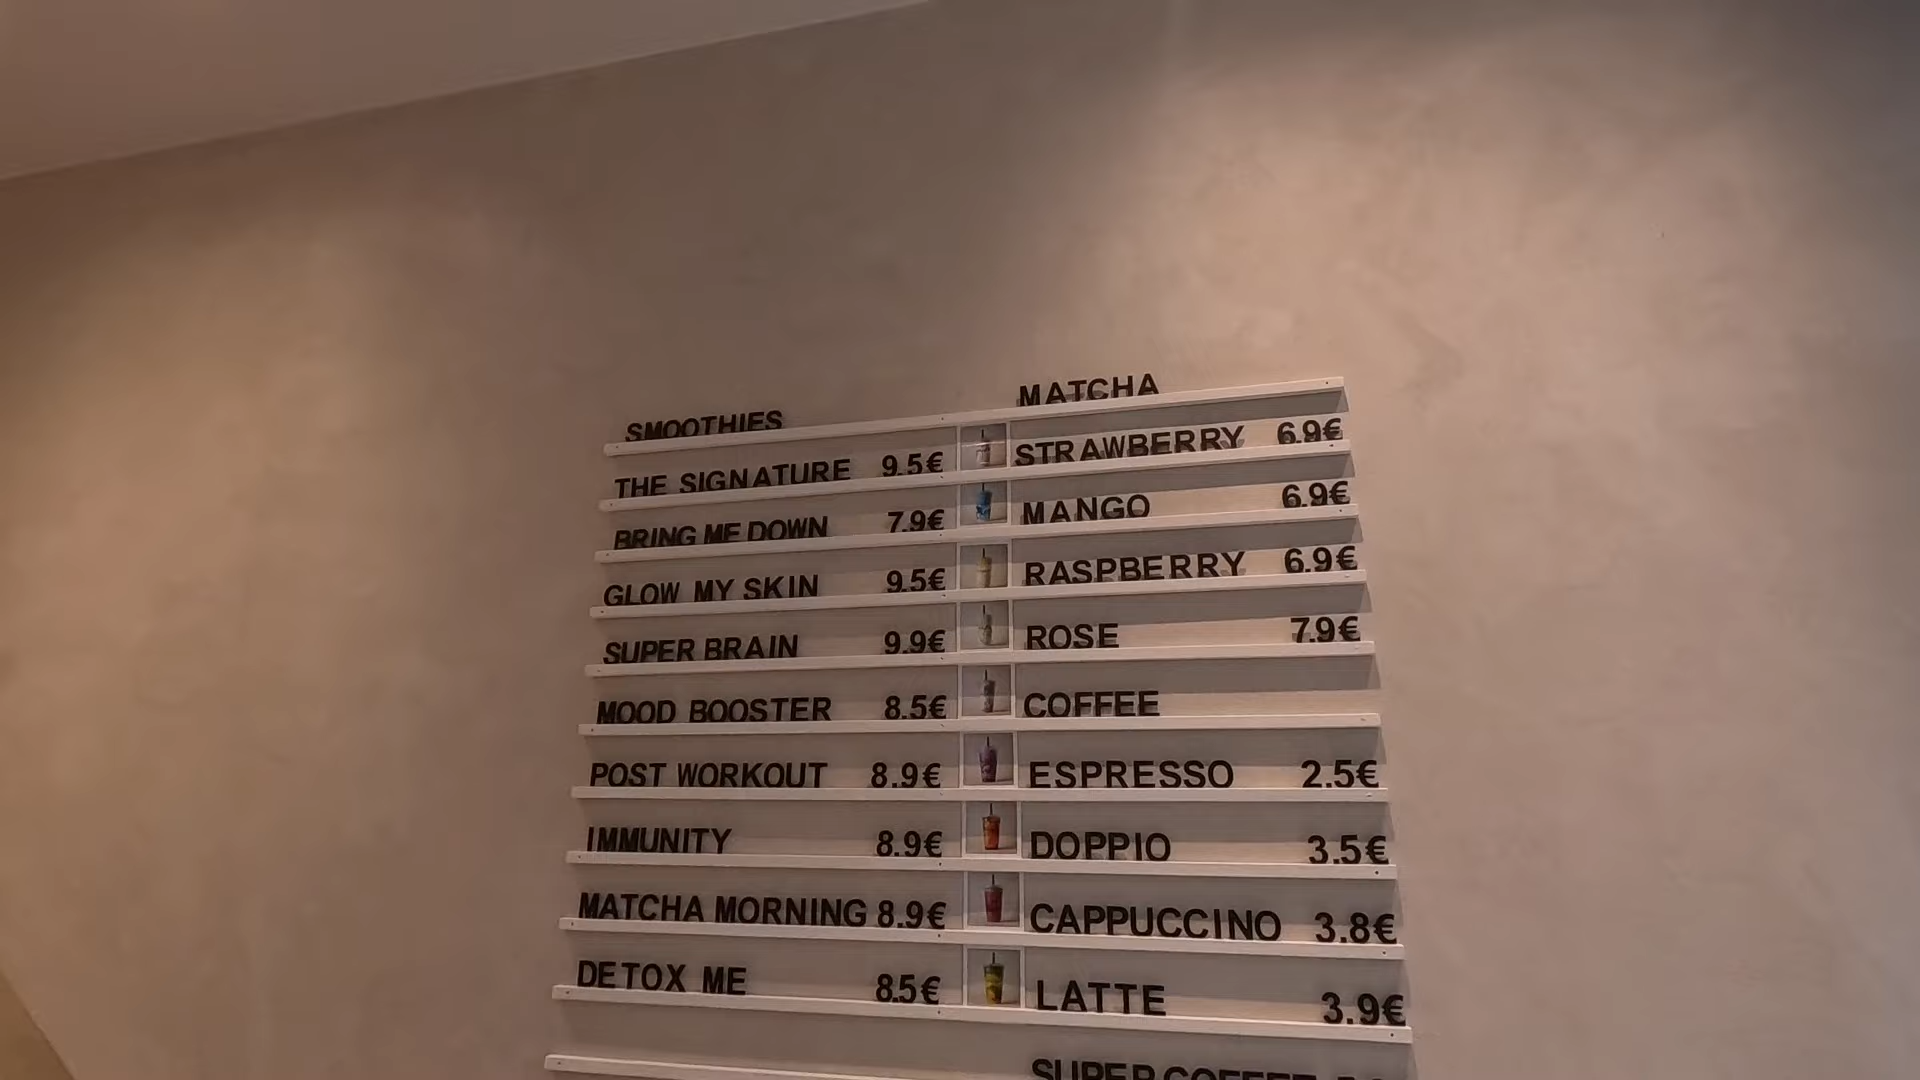 SMOOTHIES
THE SIGNATURE 9.5€
BRING ME DOWN 7.9€
GLOW MY SKIN 9.5€
SUPER BRAIN 9.9€
MOOD BOOSTER 8.5€
POST WORKOUT 8.9€
IMMUNITY 8.9€
MATCHA MORNING 8.9€
DETOX ME 8.5€
MATCHA
STRAWBERRY 6.9€
MANGO 6.9€
RASPBERRY 6.9€
ROSE 7.9€
COFFEE
ESPRESSO 2.5€
DOPPIO 3.5€
CAPPUCCINO 3.8€
LATTE 3.9€
SUPER COFFEE